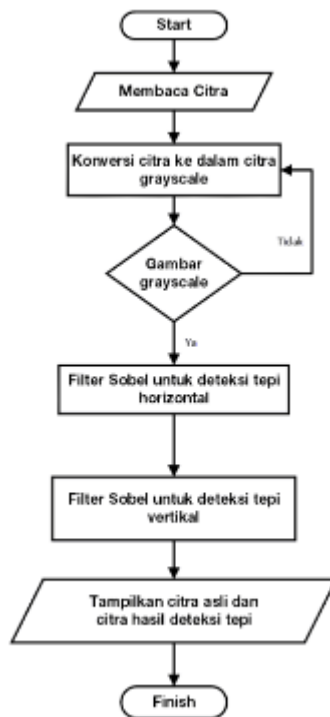 Start
Membaca Citra
Konversi citra ke dalam citra
grayscale
Tidak
Gambar
grayscale
Ya
Filter Sobel untuk deteksi tepi
horizontal
Filter Sobel untuk deteksi tepi
vertikal
Tampilkan citra asli dan
citra hasil deteksi tepi
Finish